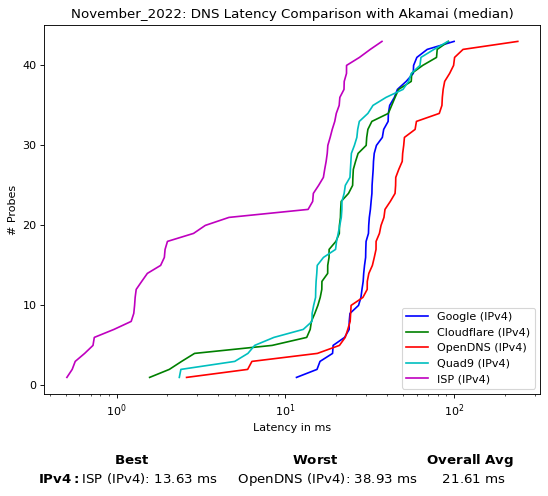 November_2022: DNS Latency Comparison with Akamai (median)
# Probes
40
30
20
10
0
Google (IPv4)
Cloudflare (IPv4)
OpenDNS (IPv4)
Quad9 (IPv4)
ISP (IPv4)
10⁰ 10¹ 10²
Latency in ms
Best Worst Overall Avg
IPv4: ISP (IPv4): 13.63 ms OpenDNS (IPv4): 38.93 ms 21.61 ms